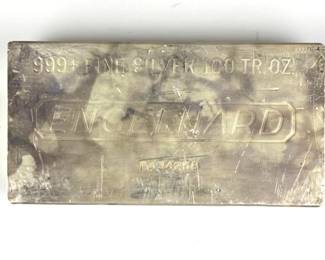 999+ FINE SILVER 100 TR. OZ.
ENGELHARD